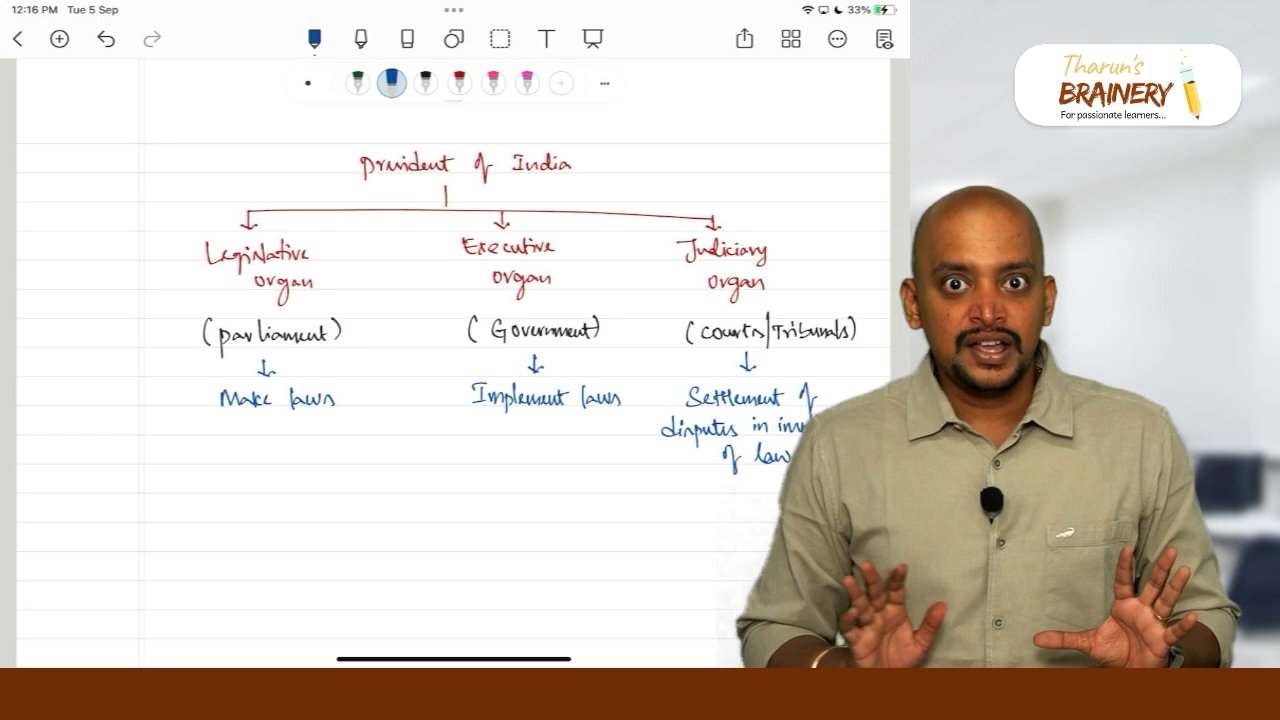 12:16 PM Tue 5 Sep
33%
Tharun's
BRAINERY
For passionate learners...
President of India
Legislative Executive Judiciary
organ organ organ
(parliament) (Government) (Courts/Tribunals)
Make laws Implement laws Settlement of
disputes in
of law